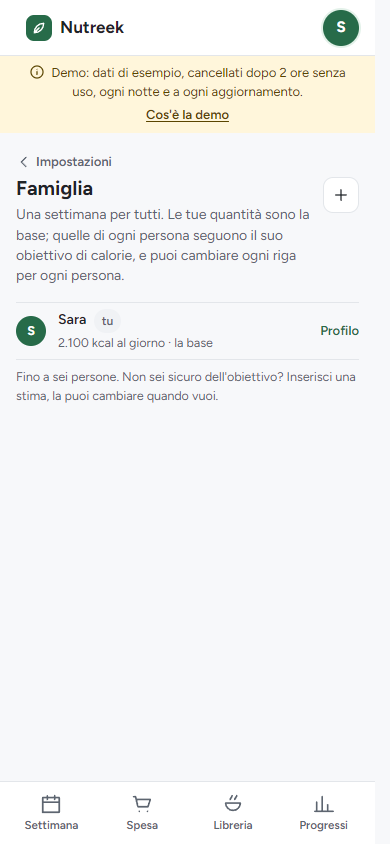 Nutreek
S
Demo: dati di esempio, cancellati dopo 2 ore senza
uso, ogni notte e a ogni aggiornamento.
Cos'è la demo
Impostazioni
Famiglia
Una settimana per tutti. Le tue quantità sono la
base; quelle di ogni persona seguono il suo
obiettivo di calorie, e puoi cambiare ogni riga
per ogni persona.
S
Sara tu
2.100 kcal al giorno · la base
Profilo
Fino a sei persone. Non sei sicuro dell'obiettivo? Inserisci una
stima, la puoi cambiare quando vuoi.
Settimana
Spesa
Libreria
Progressi